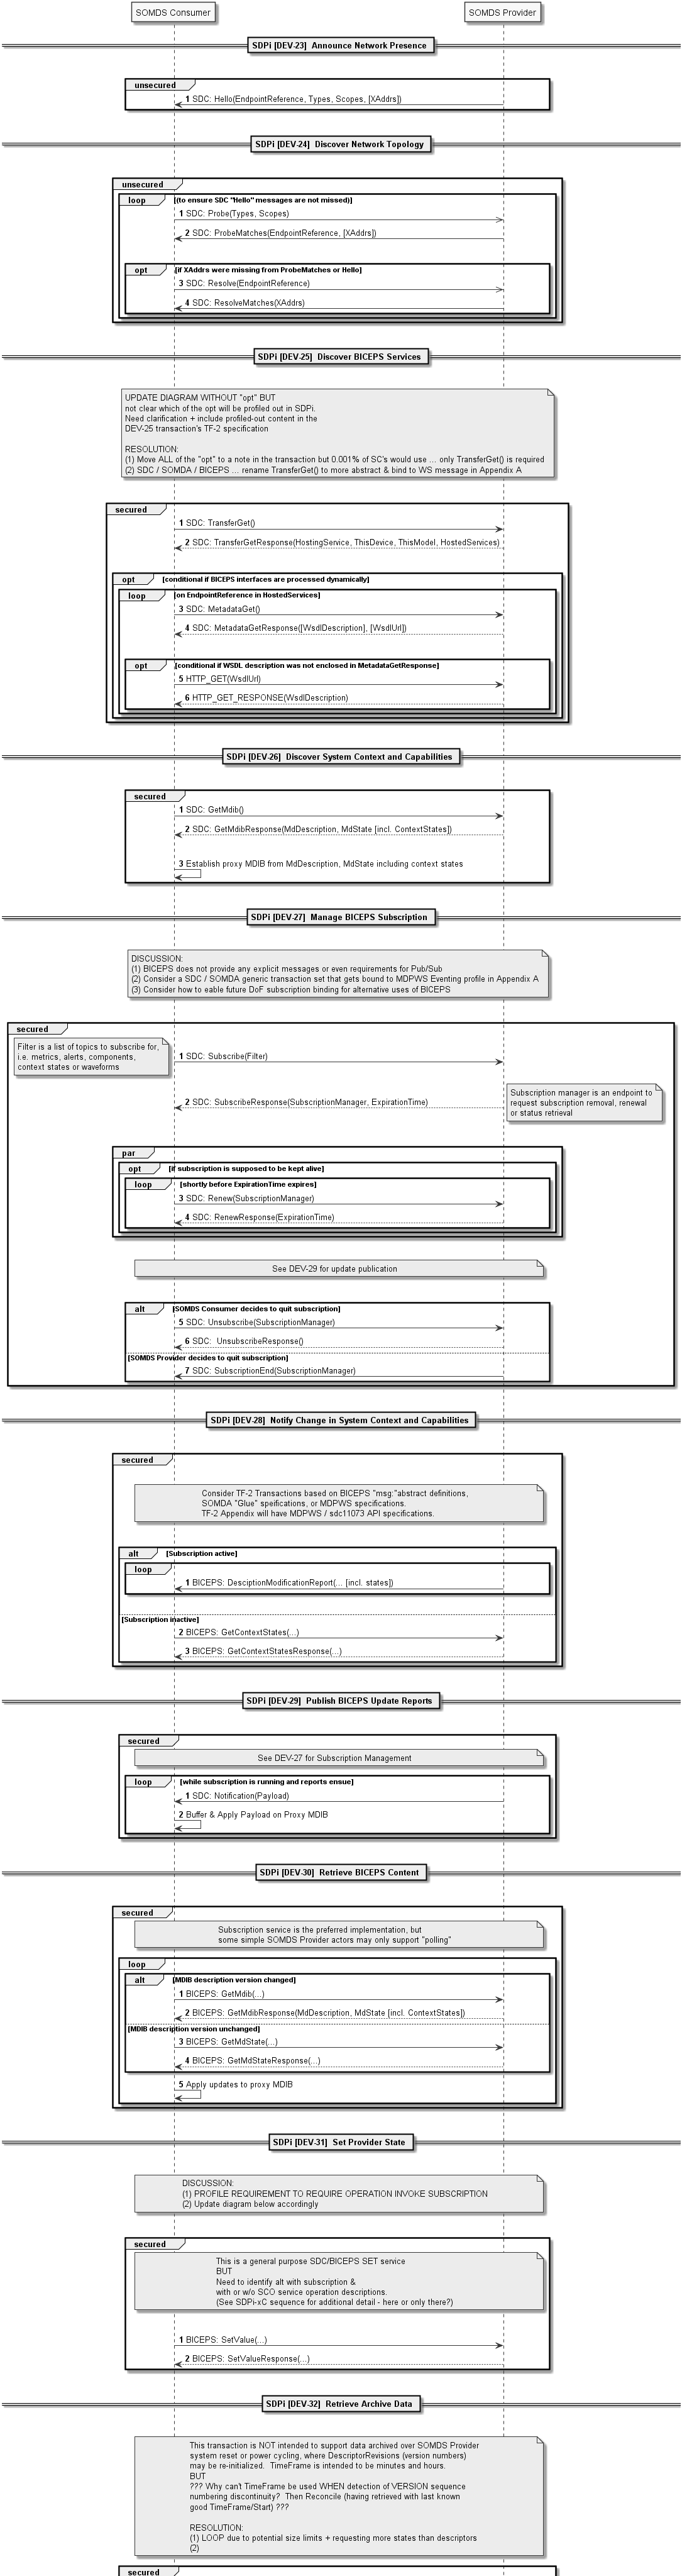 SOMDS Consumer
SOMDS Provider
SDPi [DEV-23]  Announce Network Presence
unsecured
1 SDC: Hello(EndpointReference, Types, Scopes, [XAddrs])
SDPi [DEV-24]  Discover Network Topology
unsecured
loop [(to ensure SDC "Hello" messages are not missed)]
1 SDC: Probe(Types, Scopes)
2 SDC: ProbeMatches(EndpointReference, [XAddrs])
opt [if XAddrs were missing from ProbeMatches or Hello]
3 SDC: Resolve(EndpointReference)
4 SDC: ResolveMatches(XAddrs)
SDPi [DEV-25]  Discover BICEPS Services
UPDATE DIAGRAM WITHOUT "opt" BUT
not clear which of the opt will be profiled out in SDPi.
Need clarification + include profiled-out content in the
DEV-25 transaction's TF-2 specification
RESOLUTION:
(1) Move ALL of the "opt" to a note in the transaction but 0.001% of SC's would use ... only TransferGet() is required
(2) SDC / SOMDA / BICEPS ... rename TransferGet() to more abstract & bind to WS message in Appendix A
secured
1 SDC: TransferGet()
2 SDC: TransferGetResponse(HostingService, ThisDevice, ThisModel, HostedServices)
opt [conditional if BICEPS interfaces are processed dynamically]
loop [on EndpointReference in HostedServices]
3 SDC: MetadataGet()
4 SDC: MetadataGetResponse([WsdlDescription], [WsdlUrl])
opt [conditional if WSDL description was not enclosed in MetadataGetResponse]
5 HTTP_GET(WsdlUrl)
6 HTTP_GET_RESPONSE(WsdlDescription)
SDPi [DEV-26]  Discover System Context and Capabilities
secured
1 SDC: GetMdib()
2 SDC: GetMdibResponse(MdDescription, MdState [incl. ContextStates])
3 Establish proxy MDIB from MdDescription, MdState including context states
SDPi [DEV-27]  Manage BICEPS Subscription
DISCUSSION:
(1) BICEPS does not provide any explicit messages or even requirements for Pub/Sub
(2) Consider a SDC / SOMDA generic transaction set that gets bound to MDPWS Eventing profile in Appendix A
(3) Consider how to eable future DoF subscription binding for alternative uses of BICEPS
secured
Filter is a list of topics to subscribe for,
i.e. metrics, alerts, components,
context states or waveforms
1 SDC: Subscribe(Filter)
2 SDC: SubscribeResponse(SubscriptionManager, ExpirationTime)
Subscription manager is an endpoint to
request subscription removal, renewal
or status retrieval
par
opt [if subscription is supposed to be kept alive]
loop [shortly before ExpirationTime expires]
3 SDC: Renew(SubscriptionManager)
4 SDC: RenewResponse(ExpirationTime)
See DEV-29 for update publication
alt [SOMDS Consumer decides to quit subscription]
5 SDC: Unsubscribe(SubscriptionManager)
6 SDC:  UnsubscribeResponse()
[SOMDS Provider decides to quit subscription]
7 SDC: SubscriptionEnd(SubscriptionManager)
SDPi [DEV-28]  Notify Change in System Context and Capabilities
secured
Consider TF-2 Transactions based on BICEPS "msg:"abstract definitions,
SOMDA "Glue" speifications, or MDPWS specifications.
TF-2 Appendix will have MDPWS / sdc11073 API specifications.
alt [Subscription active]
loop
1 BICEPS: DesciptionModificationReport(... [incl. states])
[Subscription inactive]
2 BICEPS: GetContextStates(...)
3 BICEPS: GetContextStatesResponse(...)
SDPi [DEV-29]  Publish BICEPS Update Reports
secured
See DEV-27 for Subscription Management
loop [while subscription is running and reports ensue]
1 SDC: Notification(Payload)
2 Buffer & Apply Payload on Proxy MDIB
SDPi [DEV-30]  Retrieve BICEPS Content
secured
Subscription service is the preferred implementation, but
some simple SOMDS Provider actors may only support "polling"
loop
alt [MDIB description version changed]
1 BICEPS: GetMdib(...)
2 BICEPS: GetMdibResponse(MdDescription, MdState [incl. ContextStates])
[MDIB description version unchanged]
3 BICEPS: GetMdState(...)
4 BICEPS: GetMdStateResponse(...)
5 Apply updates to proxy MDIB
SDPi [DEV-31]  Set Provider State
DISCUSSION:
(1) PROFILE REQUIREMENT TO REQUIRE OPERATION INVOKE SUBSCRIPTION
(2) Update diagram below accordingly
secured
This is a general purpose SDC/BICEPS SET service
BUT
Need to identify alt with subscription &
with or w/o SCO service operation descriptions.
(See SDPi-xC sequence for additional detail - here or only there?)
1 BICEPS: SetValue(...)
2 BICEPS: SetValueResponse(...)
SDPi [DEV-32]  Retrieve Archive Data
This transaction is NOT intended to support data archived over SOMDS Provider
system reset or power cycling, where DescriptorRevisions (version numbers)
may be re-initialized.  TimeFrame is intended to be minutes and hours.
BUT
??? Why can't TimeFrame be used WHEN detection of VERSION sequence
numbering discontinuity?  Then Reconcile (having retrieved with last known
good TimeFrame/Start) ???
RESOLUTION:
(1) LOOP due to potential size limits + requesting more states than descriptors
(2)
secured